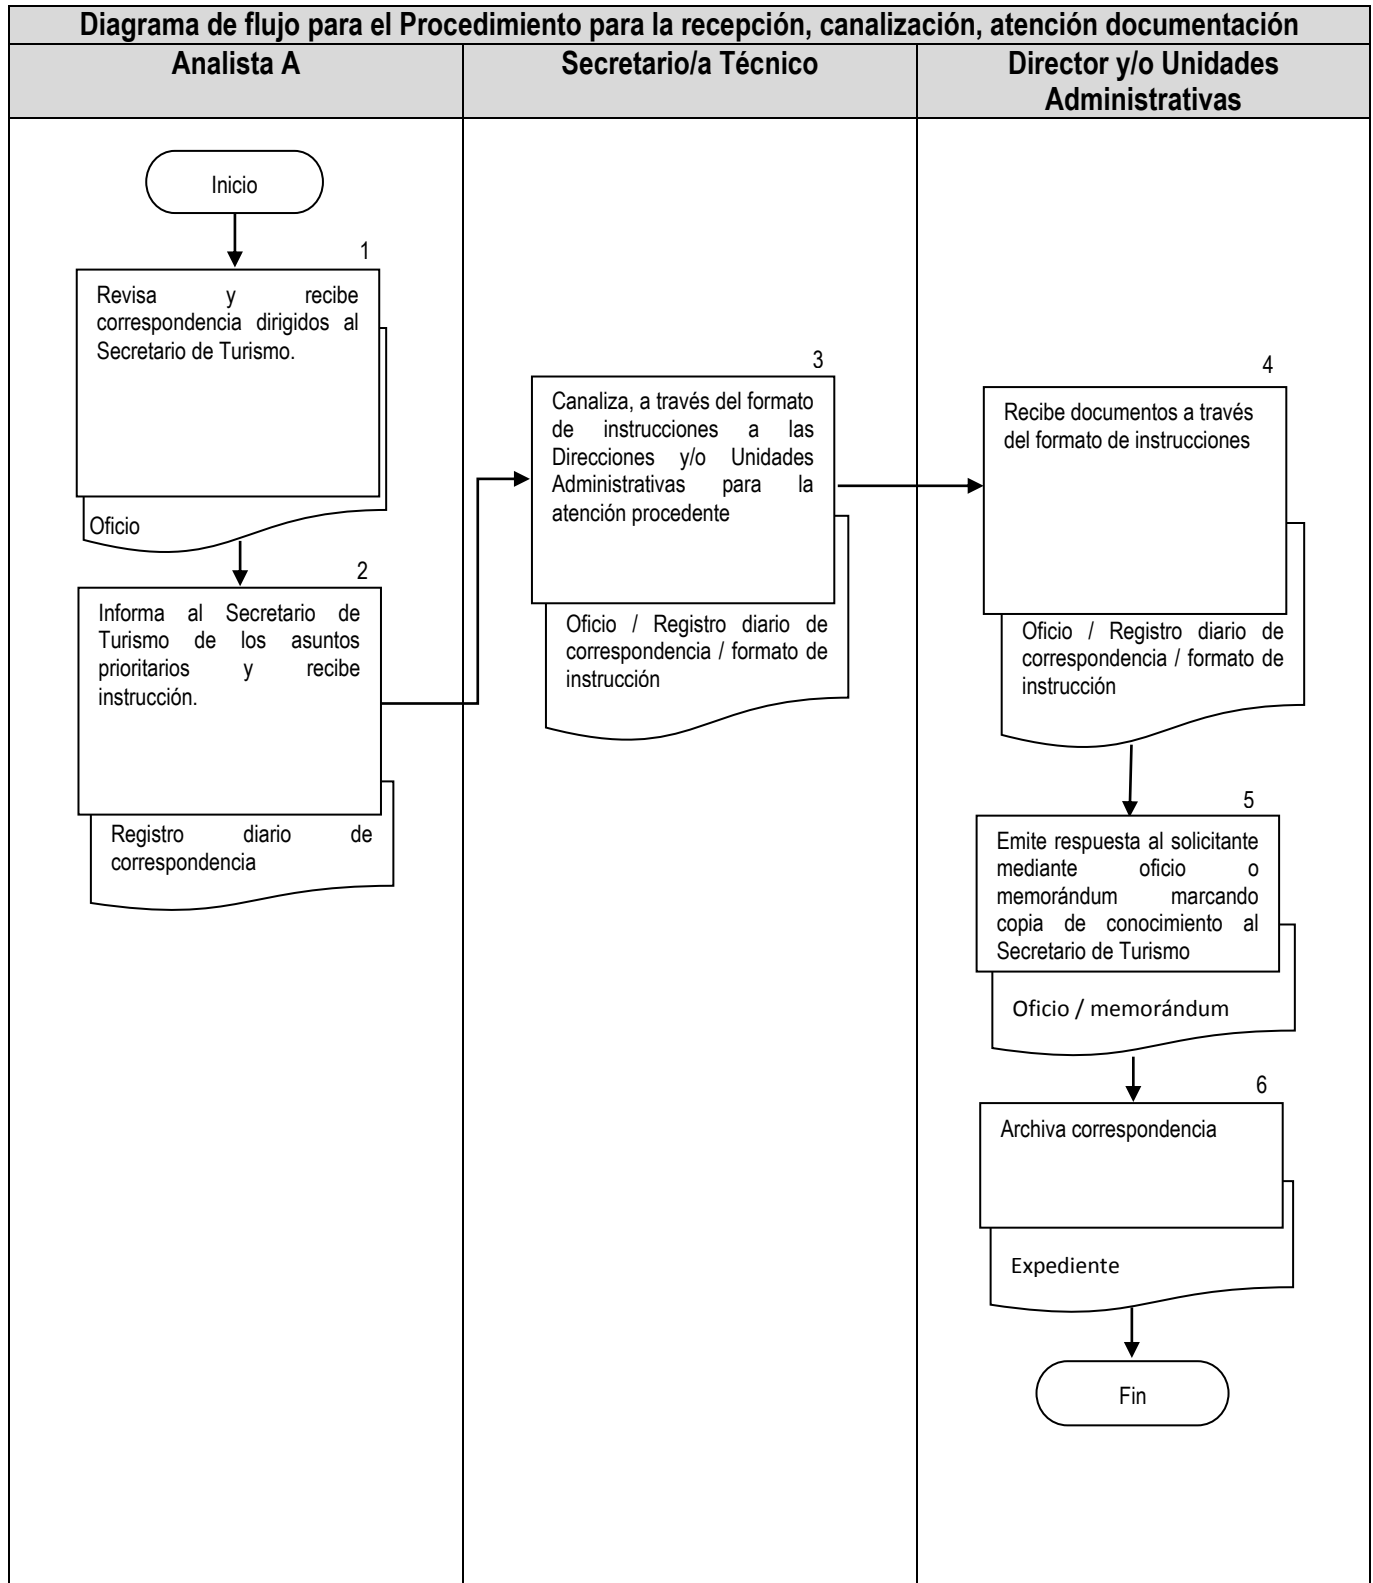 Diagrama de flujo para el Procedimiento para la recepción, canalización, atención documentación
Analista A
Secretario/a Técnico
Director y/o Unidades
Administrativas
Inicio
1
Revisa y recibe
correspondencia dirigidos al
Secretario de Turismo.
Oficio
2
Informa al Secretario de
Turismo de los asuntos
prioritarios y recibe
instrucción.
Registro diario de
correspondencia
3
Canaliza, a través del formato
de instrucciones a las
Direcciones y/o Unidades
Administrativas para la
atención procedente
Oficio / Registro diario de
correspondencia / formato de
instrucción
4
Recibe documentos a través
del formato de instrucciones
Oficio / Registro diario de
correspondencia / formato de
instrucción
5
Emite respuesta al solicitante
mediante oficio o
memorándum marcando
copia de conocimiento al
Secretario de Turismo
Oficio / memorándum
6
Archiva correspondencia
Expediente
Fin